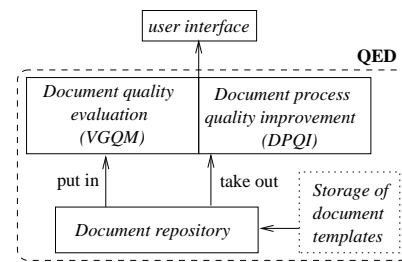 user interface
QED
Document quality
evaluation
(VGQM)
Document process
quality improvement
(DPQI)
put in
take out
Document repository
Storage of
document
templates